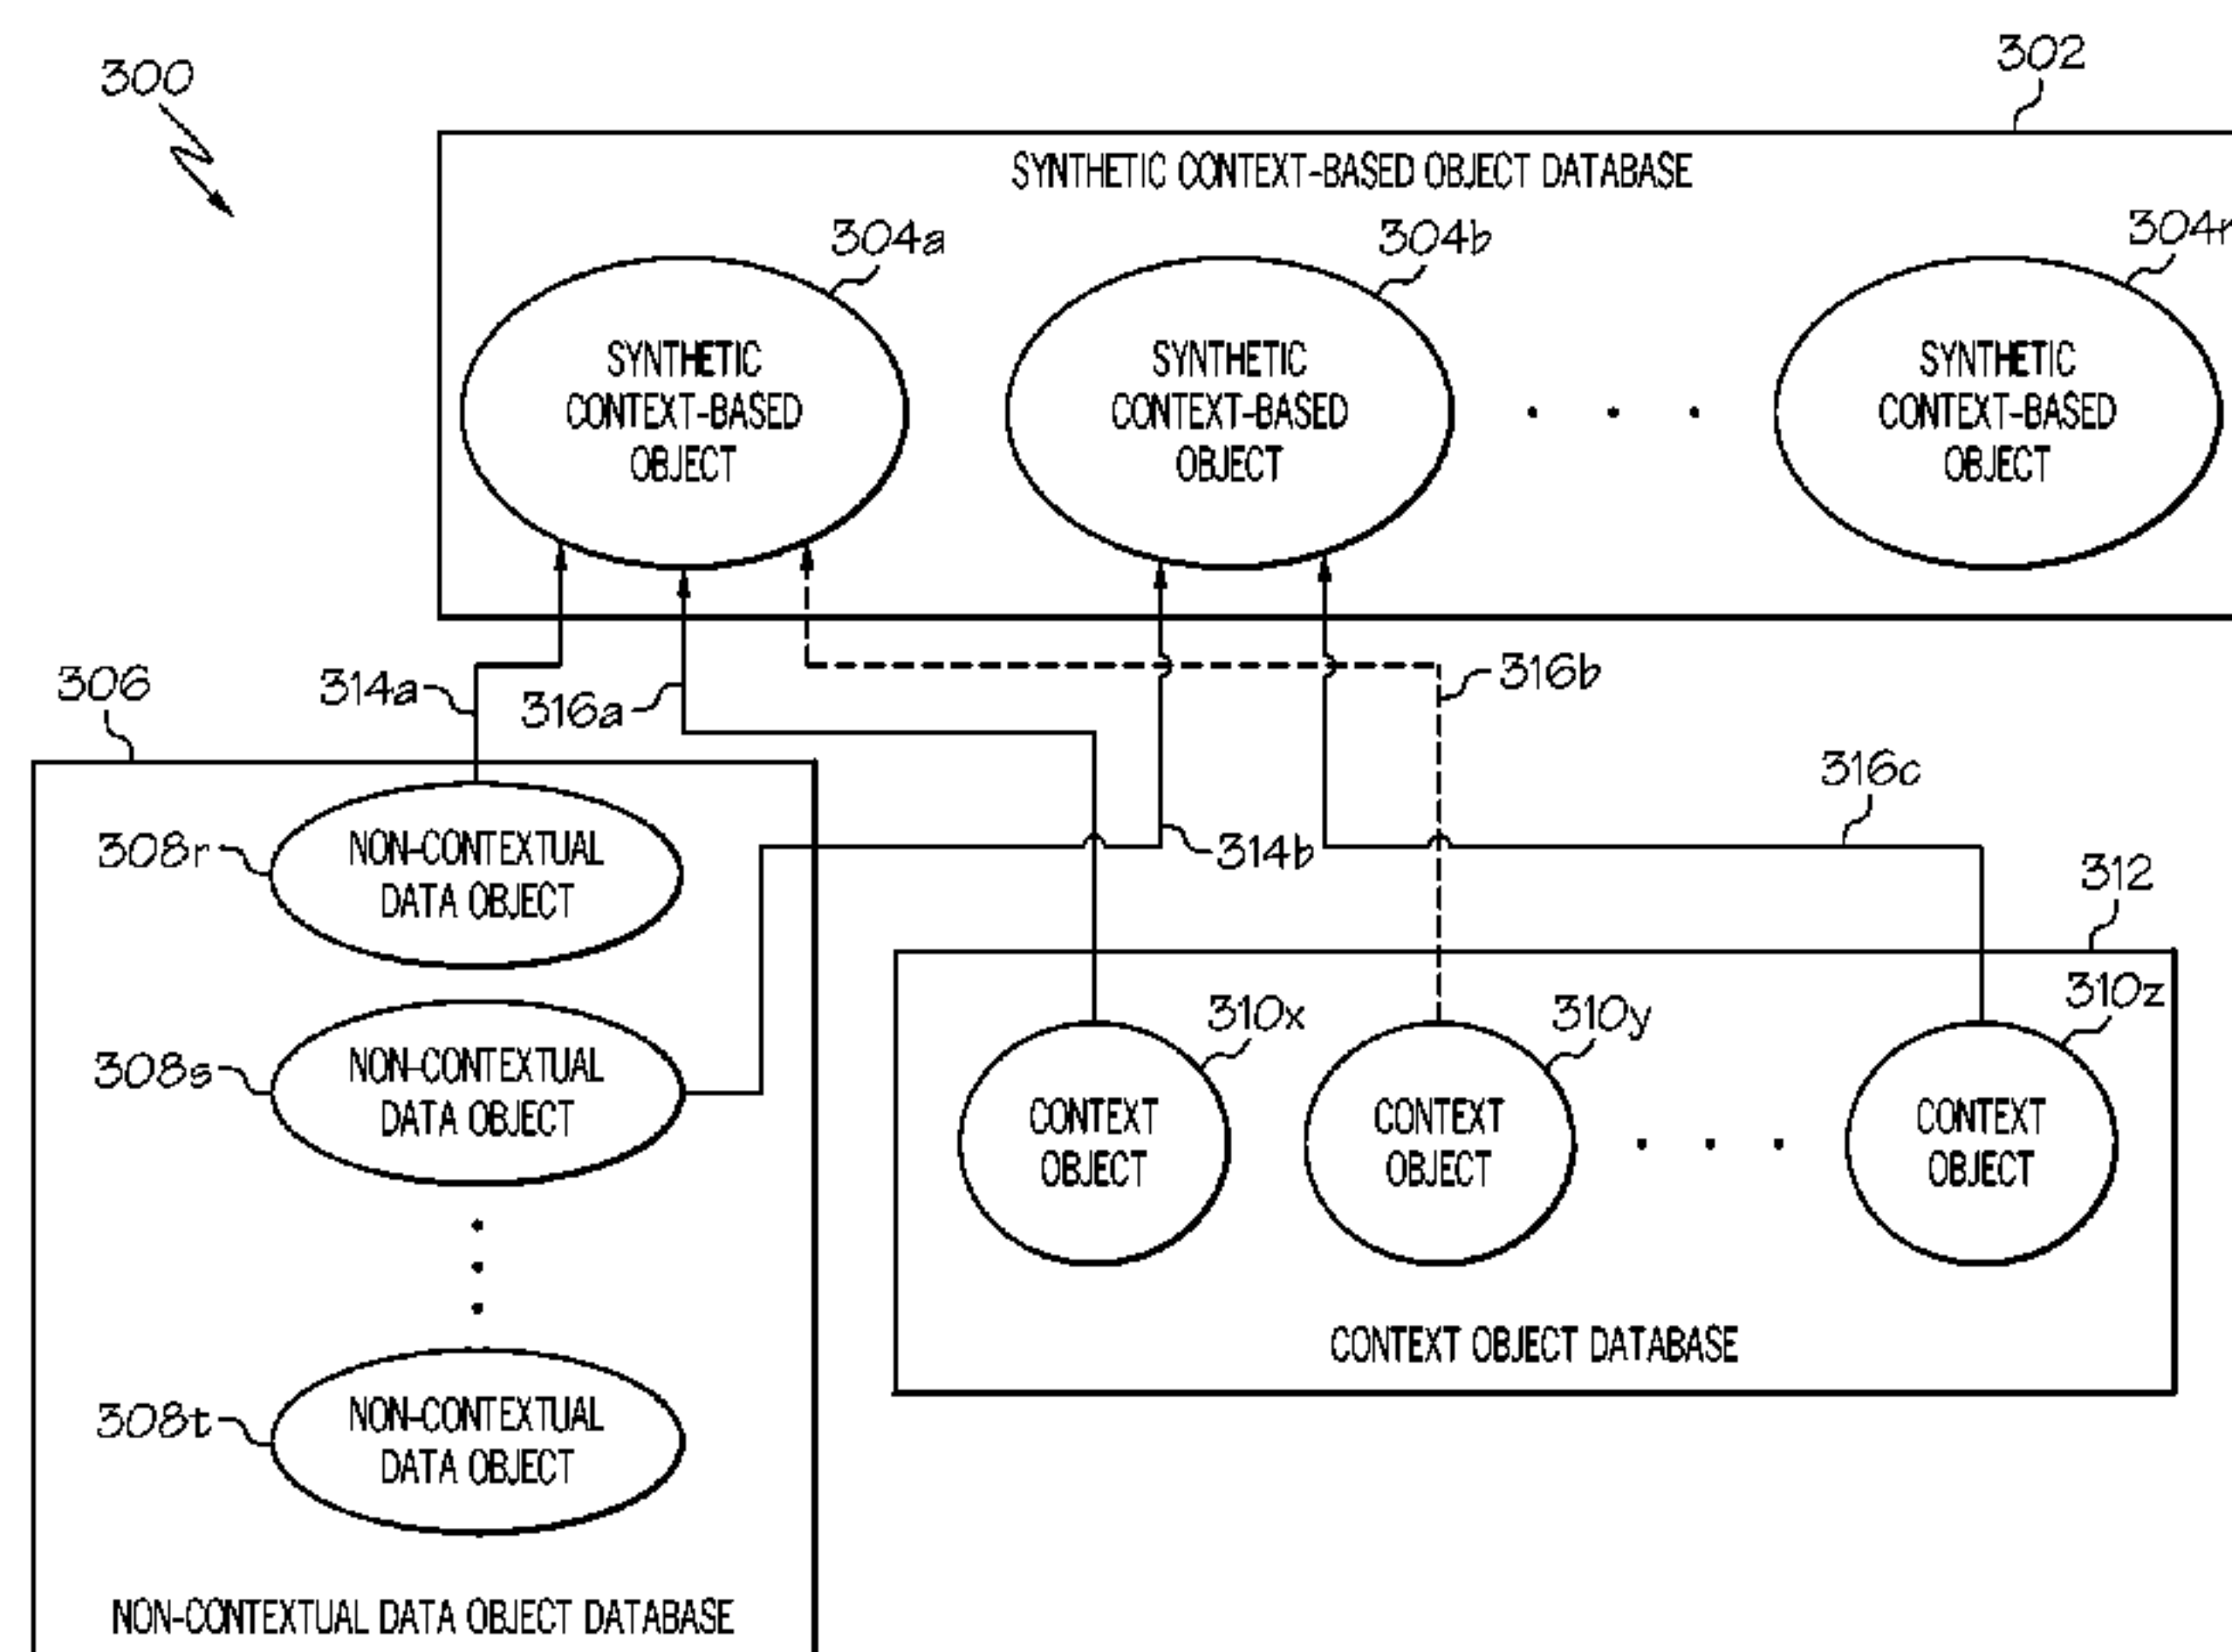 300
302
SYNTHETIC CONTEXT-BASED OBJECT DATABASE
304a
304b
SYNTHETIC
CONTEXT-BASED
OBJECT
SYNTHETIC
CONTEXT-BASED
OBJECT
SYNTHETIC
CONTEXT-BASED
OBJECT
306
314a
316a
316b
316c
314b
312
308r
NON-CONTEXTUAL
DATA OBJECT
308s
NON-CONTEXTUAL
DATA OBJECT
308t
NON-CONTEXTUAL
DATA OBJECT
NON-CONTEXTUAL DATA OBJECT DATABASE
310x
310y
310z
CONTEXT
OBJECT
CONTEXT
OBJECT
CONTEXT
OBJECT
CONTEXT OBJECT DATABASE